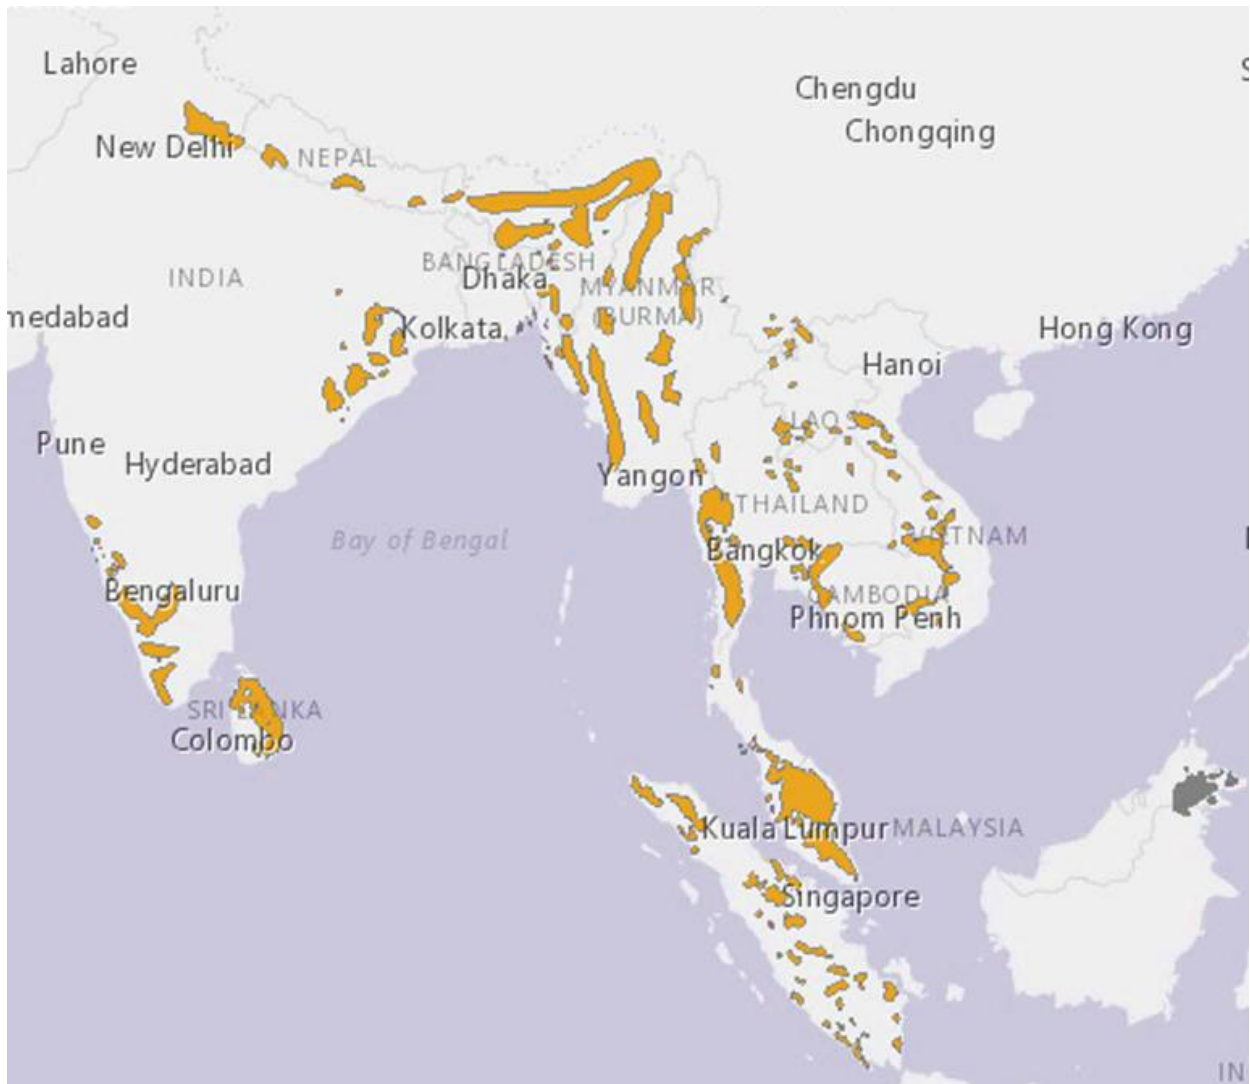 Lahore
Chengdu
Chongqing
New Delhi
NEPAL
BANGLADESH
INDIA
Dhaka
MYANMAR
(BURMA)
medabad
Kolkata
Hong Kong
Hanoi
LAOS
Pune
Hyderabad
Yangon
THAILAND
Bay of Bengal
VIETNAM
Bangkok
Bengaluru
CAMBODIA
Phnom Penh
SRI LANKA
Colombo
Kuala Lumpur
MALAYSIA
Singapore
IN